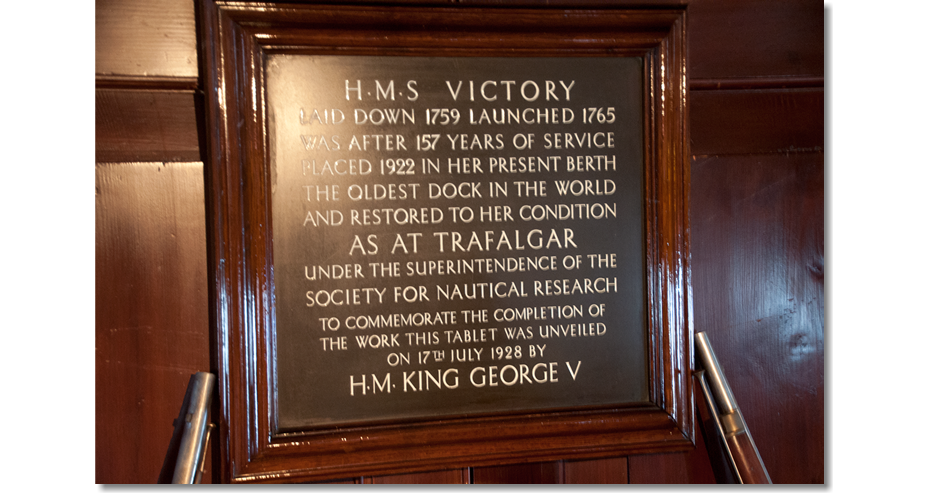 H·M·S VICTORY
LAID DOWN 1759 LAUNCHED 1765
WAS AFTER 157 YEARS OF SERVICE
PLACED 1922 IN HER PRESENT BERTH
THE OLDEST DOCK IN THE WORLD
AND RESTORED TO HER CONDITION
AS AT TRAFALGAR
UNDER THE SUPERINTENDENCE OF THE
SOCIETY FOR NAUTICAL RESEARCH
TO COMMEMORATE THE COMPLETION OF
THE WORK THIS TABLET WAS UNVEILED
ON 17TH JULY 1928 BY
H·M· KING GEORGE V